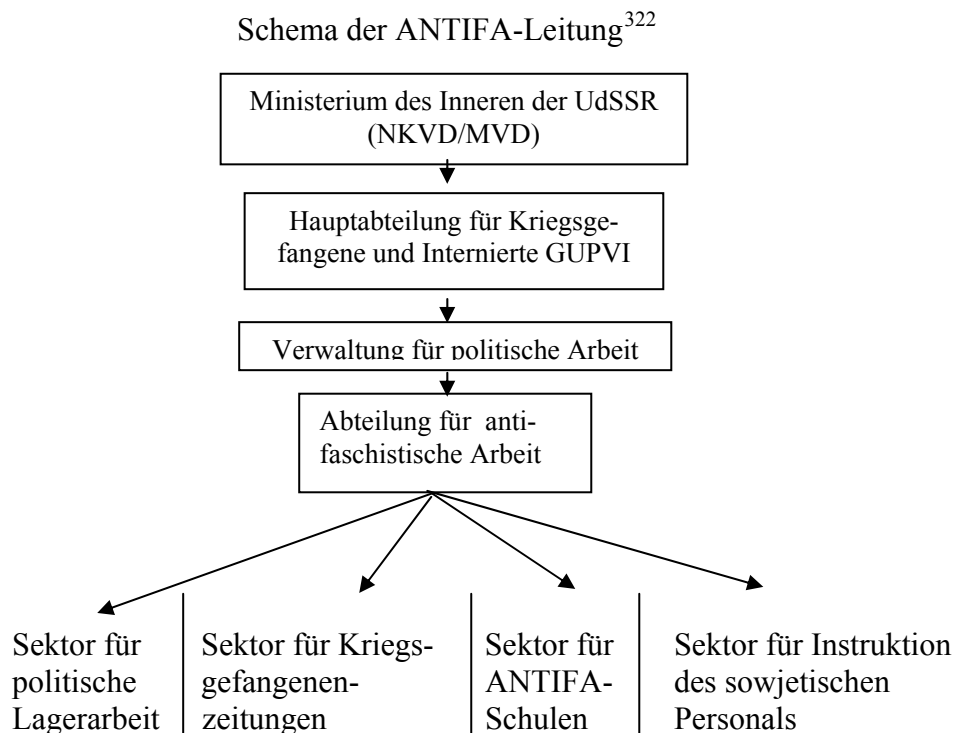 Schema der ANTIFA-Leitung322
Ministerium des Inneren der UdSSR
(NKVD/MVD)
Hauptabteilung für Kriegsge-
fangene und Internierte GUPVI
Verwaltung für politische Arbeit
Abteilung für anti-
faschistische Arbeit
Sektor für
politische
Lagerarbeit
Sektor für Kriegs-
gefangenen-
zeitungen
Sektor für
ANTIFA-
Schulen
Sektor für Instruktion
des sowjetischen
Personals